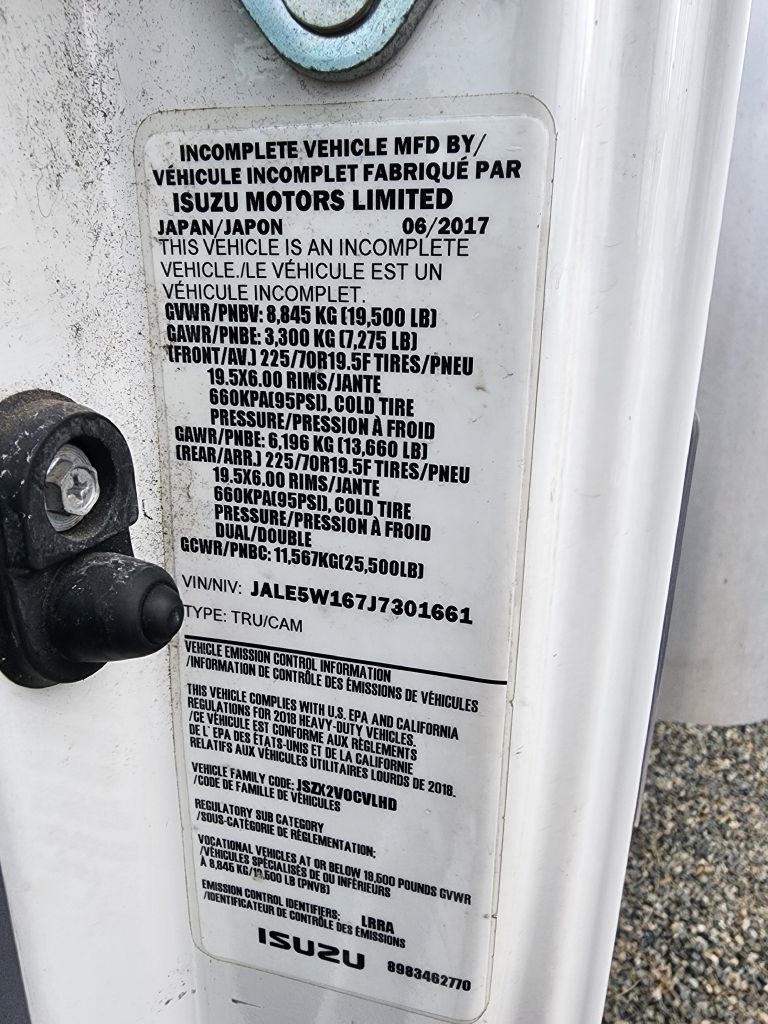 INCOMPLETE VEHICLE MFD BY/
VÉHICULE INCOMPLET FABRIQUÉ PAR
ISUZU MOTORS LIMITED
JAPAN/JAPON 06/2017
THIS VEHICLE IS AN INCOMPLETE
VEHICLE./LE VÉHICULE EST UN
VÉHICULE INCOMPLET.
GVWR/PNBV: 8,845 KG (19,500 LB)
GAWR/PNBE: 3,300 KG (7,275 LB)
(FRONT/AV.) 225/70R19.5F TIRES/PNEU
19.5X6.00 RIMS/JANTE
660KPA(95PSI), COLD TIRE
PRESSURE/PRESSION À FROID
GAWR/PNBE: 6,196 KG (13,660 LB)
(REAR/ARR.) 225/70R19.5F TIRES/PNEU
19.5X6.00 RIMS/JANTE
660KPA(95PSI), COLD TIRE
PRESSURE/PRESSION À FROID
DUAL/DOUBLE
GCWR/PNBC: 11,567KG(25,500LB)
VIN/NIV: JALE5W167J7301661
TYPE: TRU/CAM
VEHICLE EMISSION CONTROL INFORMATION
/INFORMATION DE CONTRÔLE DES ÉMISSIONS DE VÉHICULES
THIS VEHICLE COMPLIES WITH U.S. EPA AND CALIFORNIA
REGULATIONS FOR 2018 HEAVY-DUTY VEHICLES.
/CE VÉHICULE EST CONFORME AUX RÈGLEMENTS
DE L' EPA DES ÉTATS-UNIS ET DE LA CALIFORNIE
RELATIFS AUX VÉHICULES UTILITAIRES LOURDS DE 2018.
VEHICLE FAMILY CODE: JSZX2VOCVLHD
/CODE DE FAMILLE DE VÉHICULES
REGULATORY SUB CATEGORY
/SOUS-CATÉGORIE DE RÉGLEMENTATION:
VOCATIONAL VEHICLES AT OR BELOW 19,500 POUNDS GVWR
/VÉHICULES SPÉCIALISÉS DE OU INFÉRIEURS
À 8,845 KG/19,500 LB (PNVB)
EMISSION CONTROL IDENTIFIERS: LRRA
/IDENTIFICATEUR DE CONTRÔLE DES ÉMISSIONS
ISUZU 8983462770